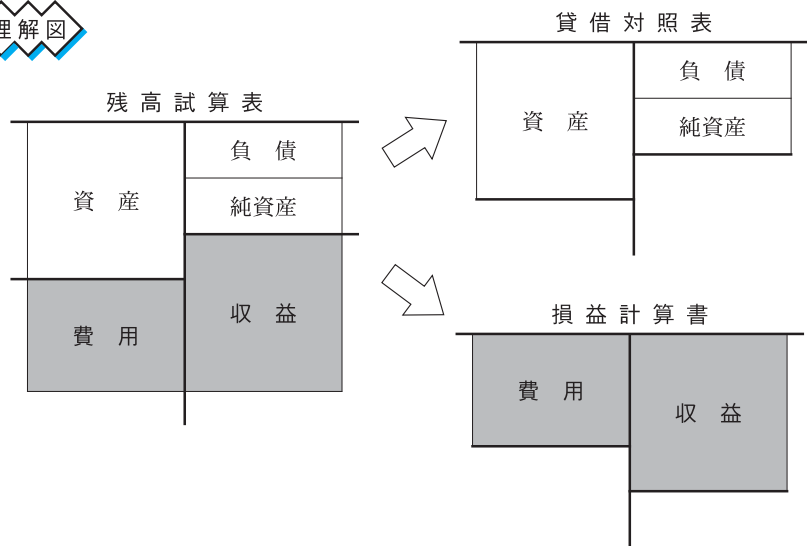 理解図
残高試算表
資産
負債
純資産
費用
収益
貸借対照表
資産
負債
純資産
損益計算書
費用
収益